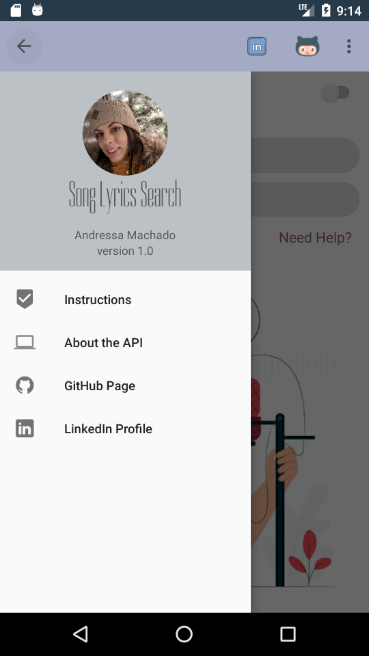 LTE
9:14
in
Song Lyrics Search
Andressa Machado
version 1.0
Need Help?
Instructions
About the API
GitHub Page
in LinkedIn Profile